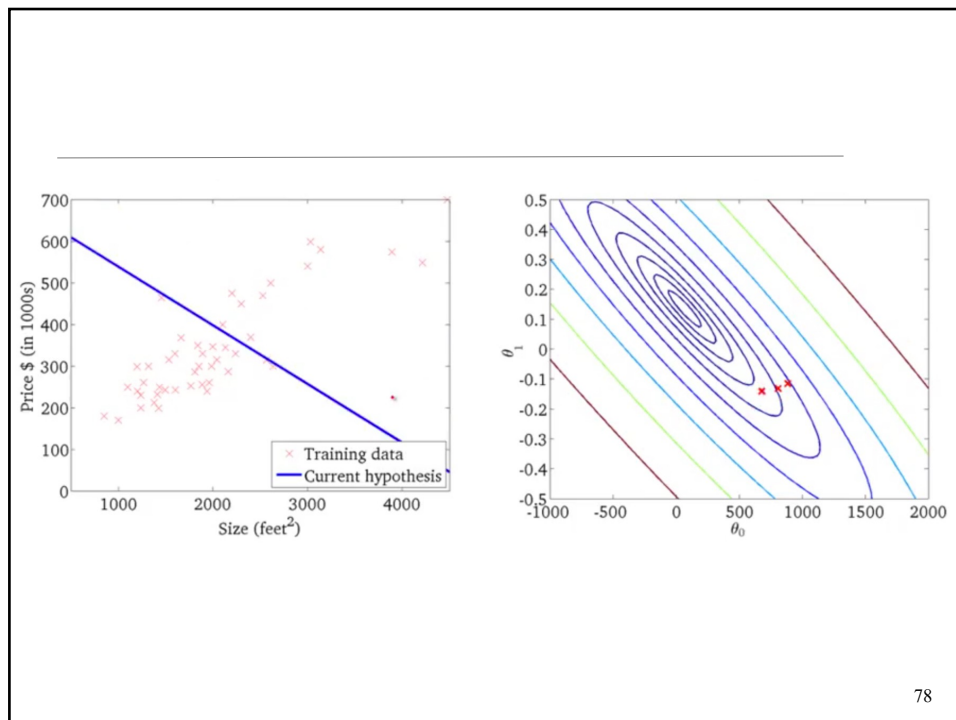 700
600
500
400
300
200
100
0
Price $ (in 1000s)
1000 2000 3000 4000
Size (feet²)
Training data
Current hypothesis
0.5
0.4
0.3
0.2
0.1
0
-0.1
-0.2
-0.3
-0.4
-0.5
θ₁
-1000 -500 0 500 1000 1500 2000
θ₀
78